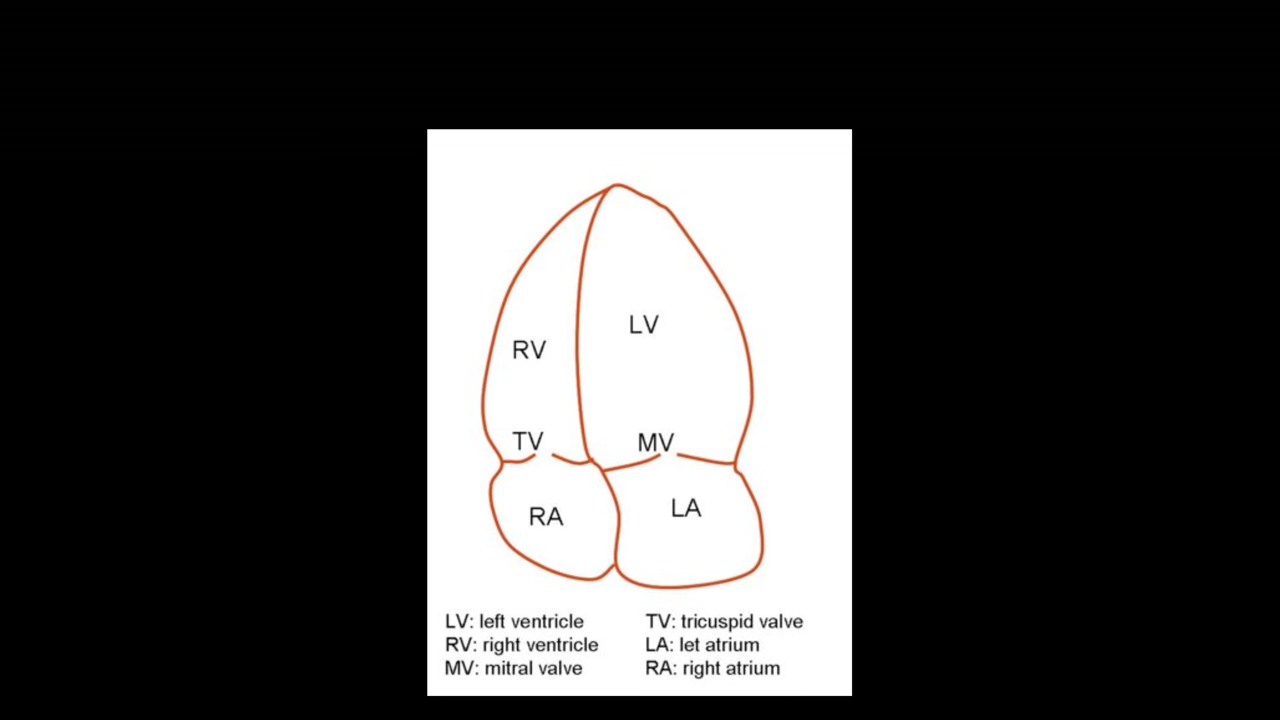 LV
RV
TV
MV
LA
RA
LV: left ventricle
RV: right ventricle
MV: mitral valve
TV: tricuspid valve
LA: let atrium
RA: right atrium